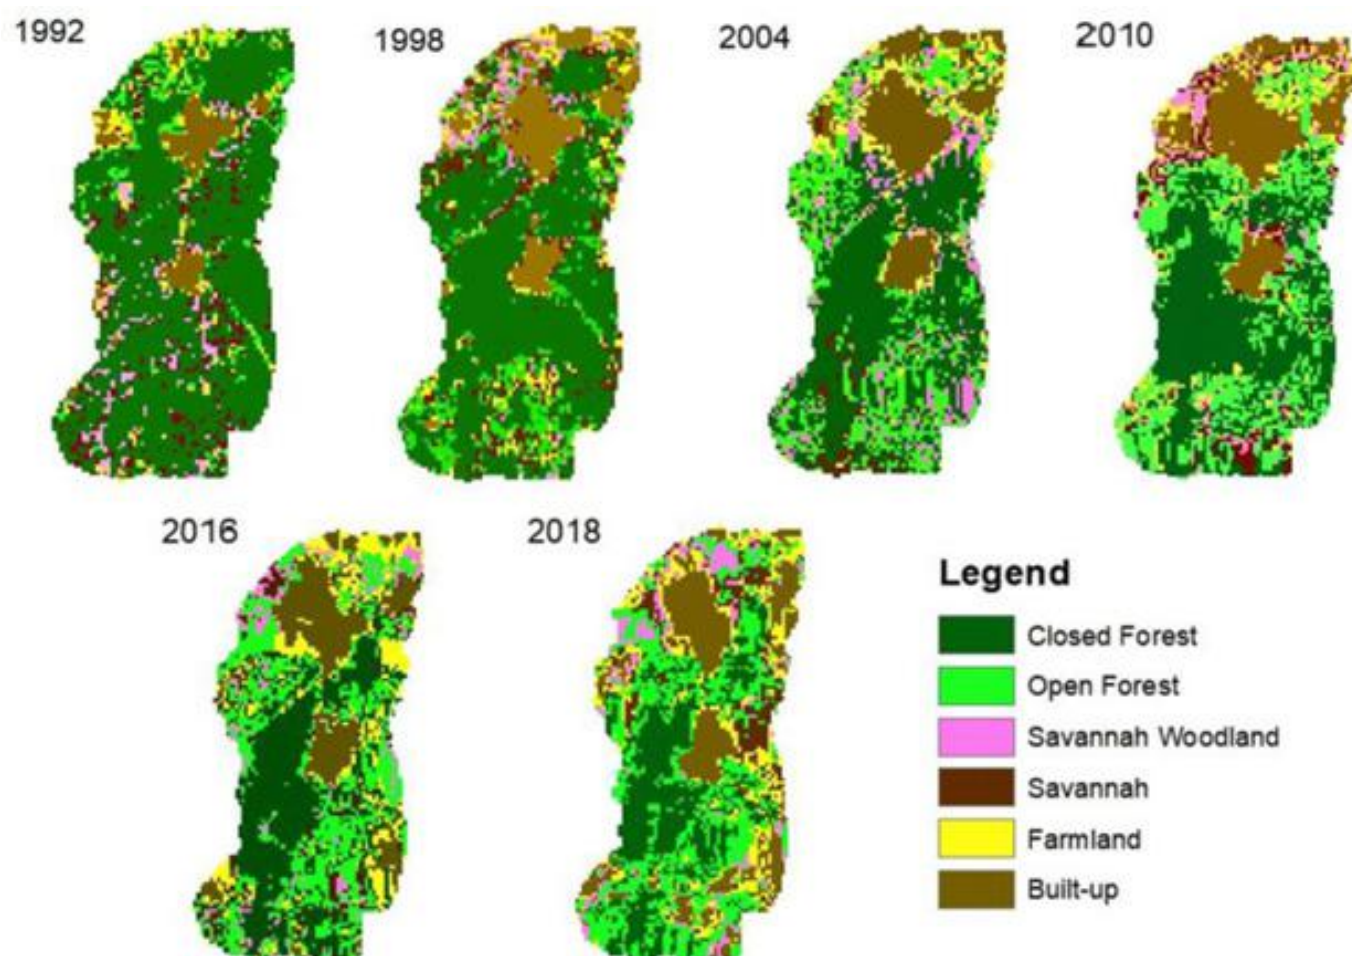 1992
1998
2004
2010
2016
2018
Legend
Closed Forest
Open Forest
Savannah Woodland
Savannah
Farmland
Built-up